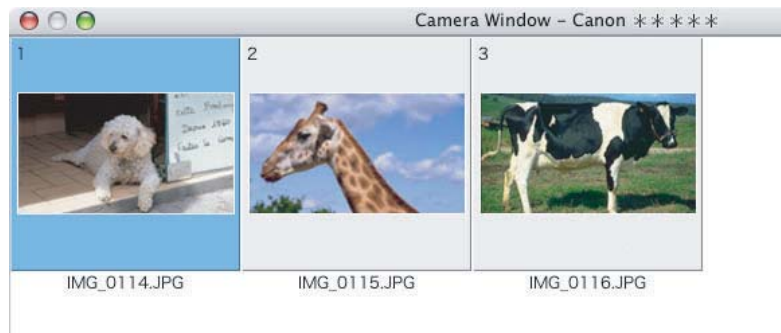 Camera Window – Canon ＊＊＊＊＊
1
2
3
IMG_0114.JPG
IMG_0115.JPG
IMG_0116.JPG